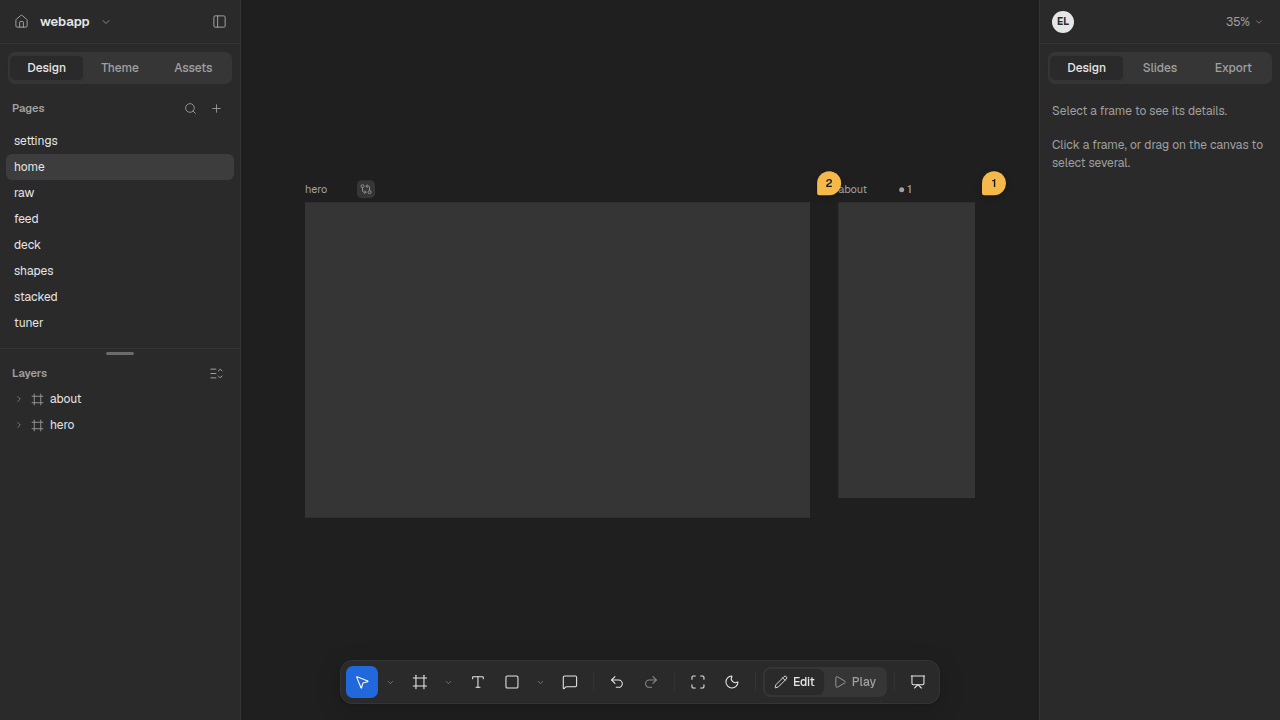 webapp
Design Theme Assets
Pages
settings
home
raw
feed
deck
shapes
stacked
tuner
Layers
about
hero
hero
2
about
1
1
Edit Play
EL
35%
Design Slides Export
Select a frame to see its details.
Click a frame, or drag on the canvas to
select several.